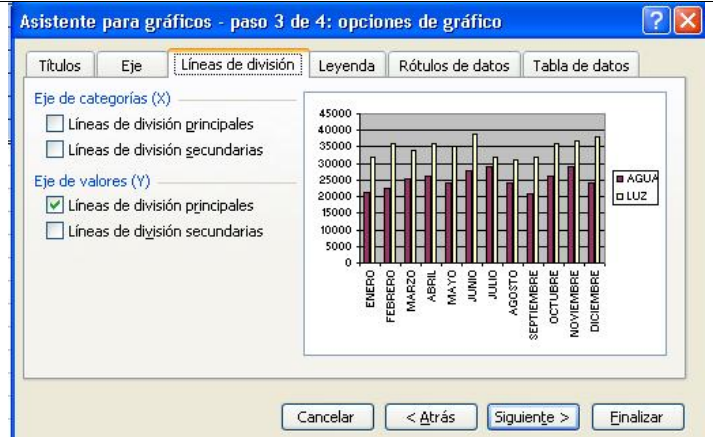 Asistente para gráficos - paso 3 de 4: opciones de gráfico
Títulos Eje Líneas de división Leyenda Rótulos de datos Tabla de datos
Eje de categorías (X)
Líneas de división principales
Líneas de división secundarias
Eje de valores (Y)
Líneas de división principales
Líneas de división secundarias
45000
40000
35000
30000
25000
20000
15000
10000
5000
0
ENERO
FEBRERO
MARZO
ABRIL
MAYO
JUNIO
JULIO
AGOSTO
SEPTIEMBRE
OCTUBRE
NOVIEMBRE
DICIEMBRE
AGUA
LUZ
Cancelar < Atrás Siguiente > Finalizar